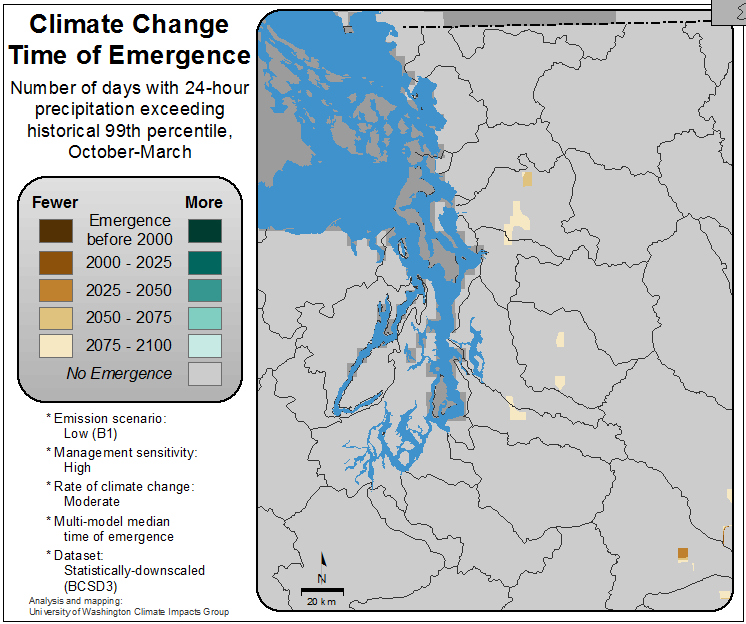 Climate Change
Time of Emergence
Number of days with 24-hour
precipitation exceeding
historical 99th percentile,
October-March
Fewer More
Emergence
before 2000
2000 - 2025
2025 - 2050
2050 - 2075
2075 - 2100
No Emergence
* Emission scenario:
Low (B1)
* Management sensitivity:
High
* Rate of climate change:
Moderate
* Multi-model median
time of emergence
* Dataset:
Statistically-downscaled
(BCSD3)
Analysis and mapping:
University of Washington Climate Impacts Group
N
20 km